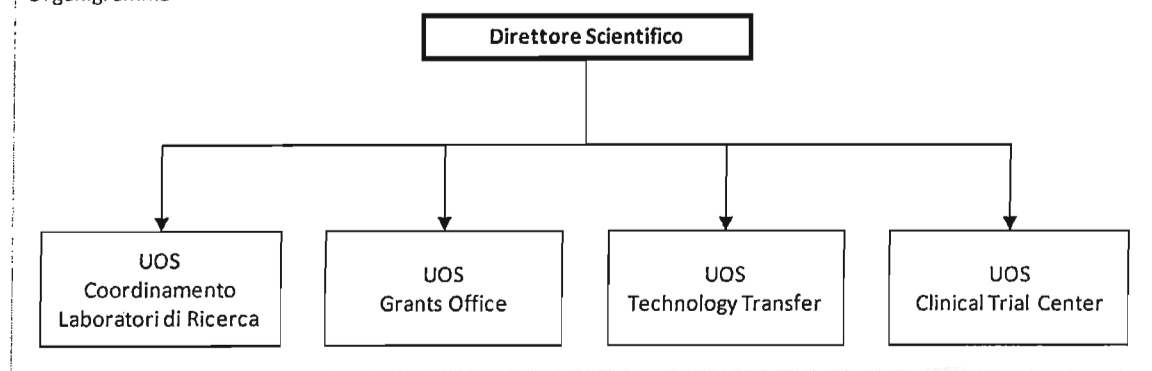 Direttore Scientifico
UOS
Coordinamento
Laboratori di Ricerca
UOS
Grants Office
UOS
Technology Transfer
UOS
Clinical Trial Center